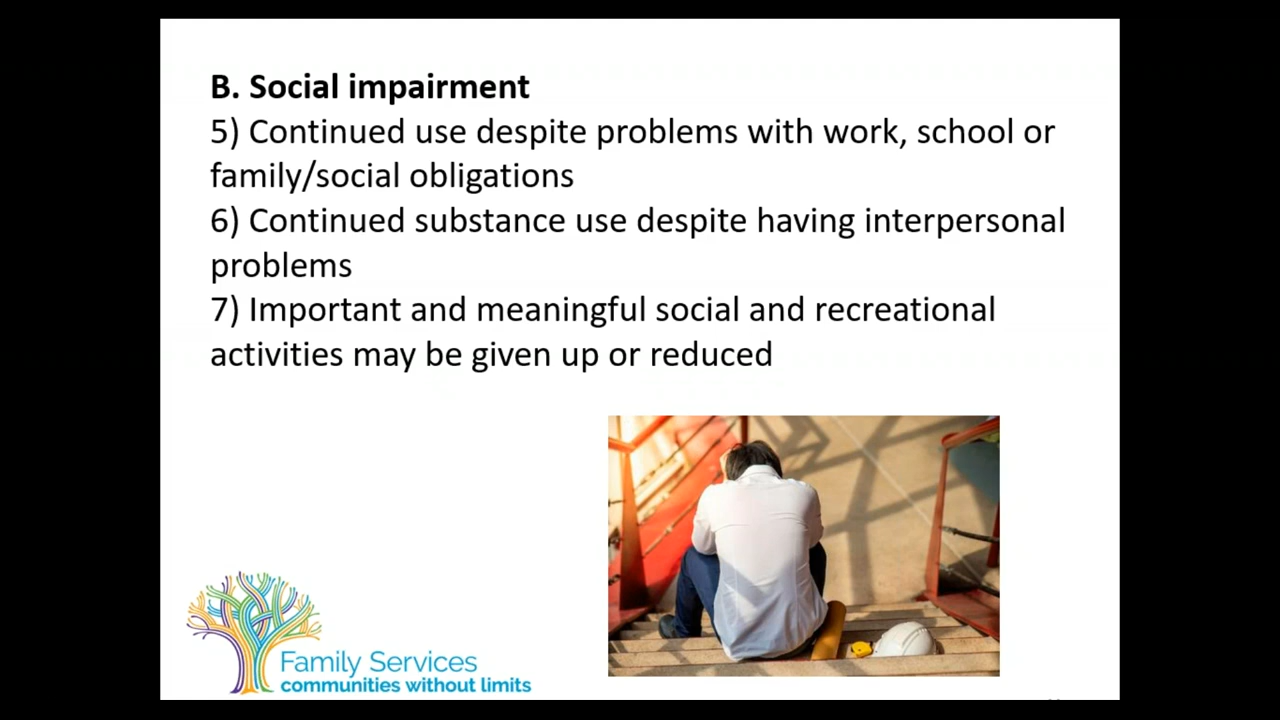 B. Social impairment
5) Continued use despite problems with work, school or
family/social obligations
6) Continued substance use despite having interpersonal
problems
7) Important and meaningful social and recreational
activities may be given up or reduced
Family Services
communities without limits